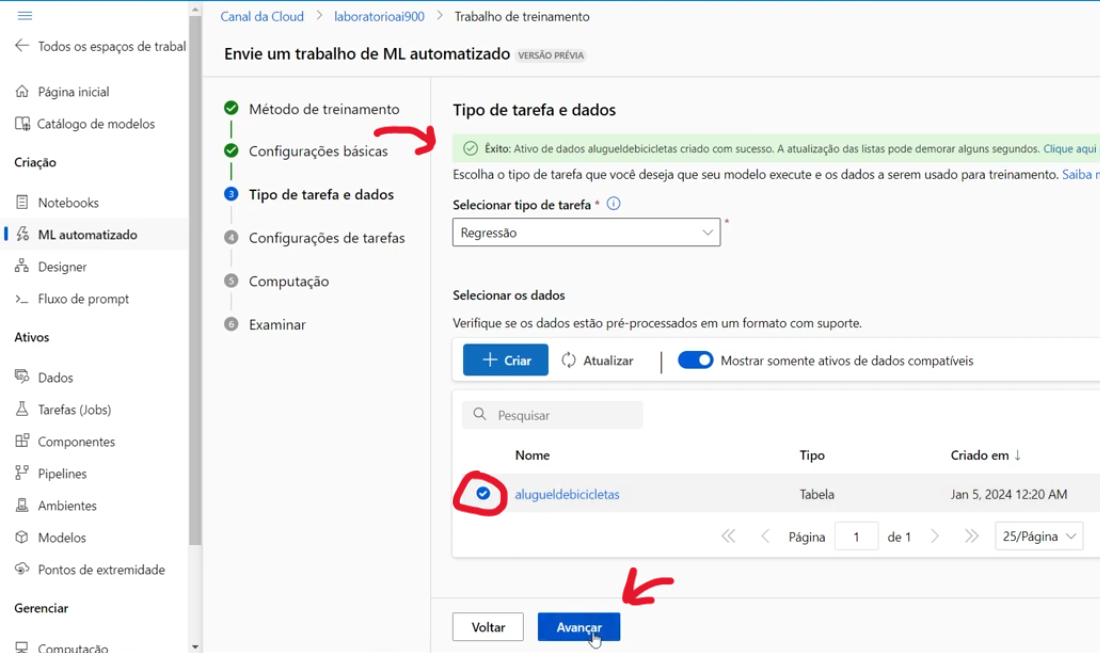 Canal da Cloud > laboratorioai900 > Trabalho de treinamento
Todos os espaços de trabal
Página inicial
Catálogo de modelos
Criação
Notebooks
ML automatizado
Designer
Fluxo de prompt
Ativos
Dados
Tarefas (Jobs)
Componentes
Pipelines
Ambientes
Modelos
Pontos de extremidade
Gerenciar
Computação
Envie um trabalho de ML automatizado VERSÃO PRÉVIA
Método de treinamento
Configurações básicas
3 Tipo de tarefa e dados
4 Configurações de tarefas
5 Computação
6 Examinar
Tipo de tarefa e dados
Êxito: Ativo de dados alugueldebicicletas criado com sucesso. A atualização das listas pode demorar alguns segundos. Clique aqui
Escolha o tipo de tarefa que você deseja que seu modelo execute e os dados a serem usado para treinamento. Saiba m
Selecionar tipo de tarefa *
Regressão *
Selecionar os dados
Verifique se os dados estão pré-processados em um formato com suporte.
+ Criar Atualizar | Mostrar somente ativos de dados compatíveis
Pesquisar
Nome Tipo Criado em ↓
alugueldebicicletas Tabela Jan 5, 2024 12:20 AM
Página 1 de 1 25/Página
Voltar Avançar